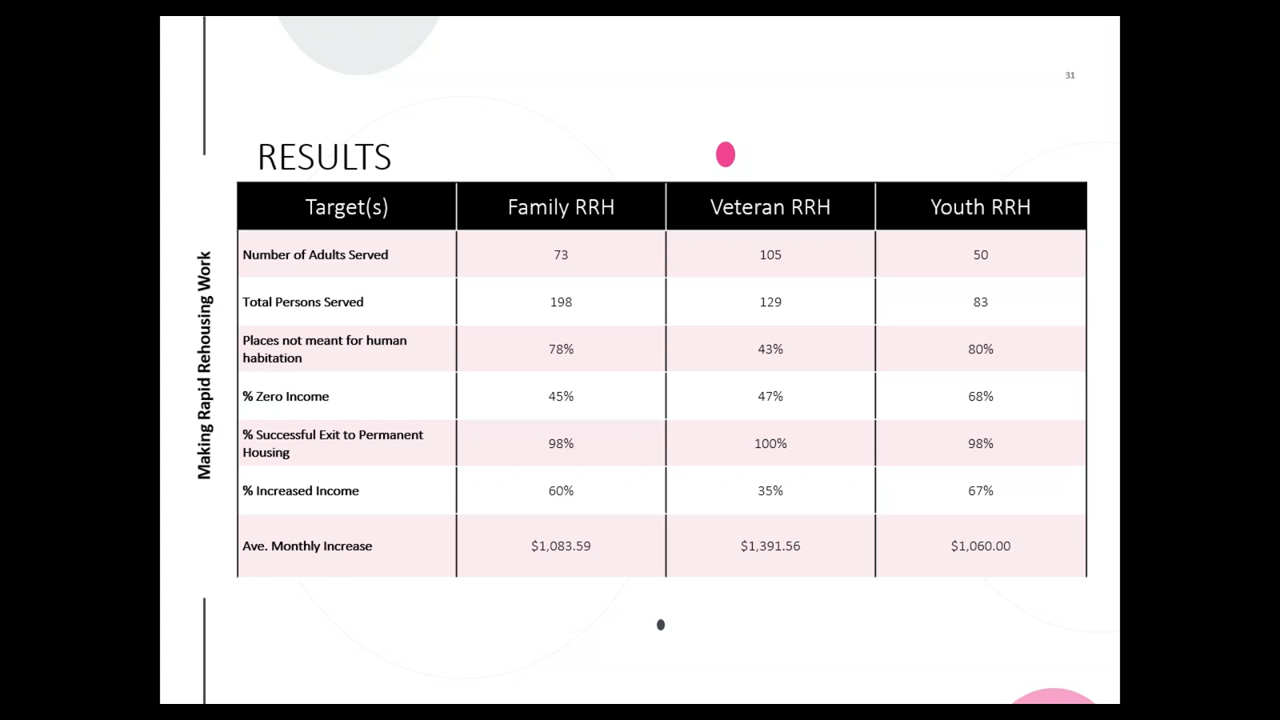 31
RESULTS
Making Rapid Rehousing Work
Target(s) Family RRH Veteran RRH Youth RRH
Number of Adults Served 73 105 50
Total Persons Served 198 129 83
Places not meant for human
habitation 78% 43% 80%
% Zero Income 45% 47% 68%
% Successful Exit to Permanent
Housing 98% 100% 98%
% Increased Income 60% 35% 67%
Ave. Monthly Increase $1,083.59 $1,391.56 $1,060.00